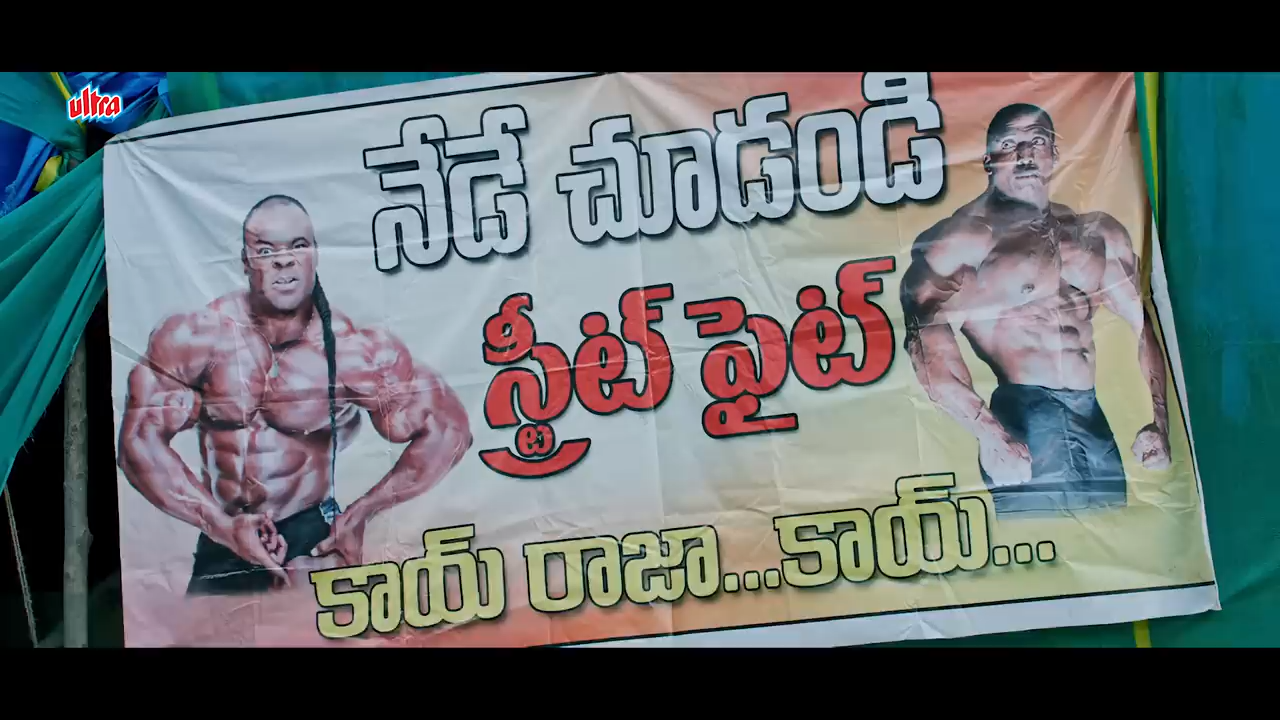 ultra
నేడే చూడండి
స్ట్రీట్ ఫైట్
కాయ్ రాజా...కాయ్...